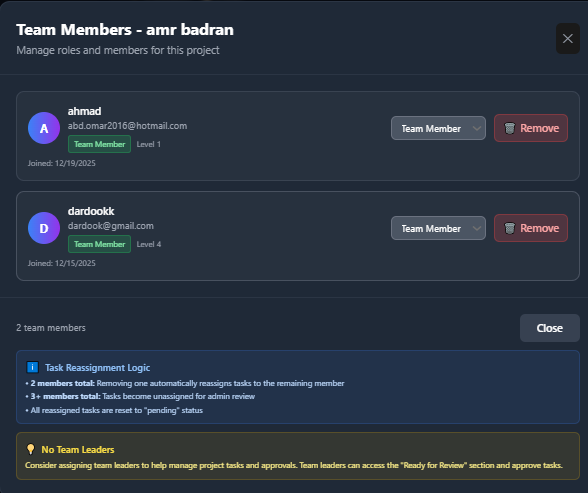 Team Members - amr badran
Manage roles and members for this project
A
ahmad
abd.omar2016@hotmail.com
Team Member Level 1
Joined: 12/19/2025
Team Member
Remove
D
dardookk
dardook@gmail.com
Team Member Level 4
Joined: 12/15/2025
Team Member
Remove
2 team members
Close
Task Reassignment Logic
• 2 members total: Removing one automatically reassigns tasks to the remaining member
• 3+ members total: Tasks become unassigned for admin review
• All reassigned tasks are reset to "pending" status
No Team Leaders
Consider assigning team leaders to help manage project tasks and approvals. Team leaders can access the "Ready for Review" section and approve tasks.